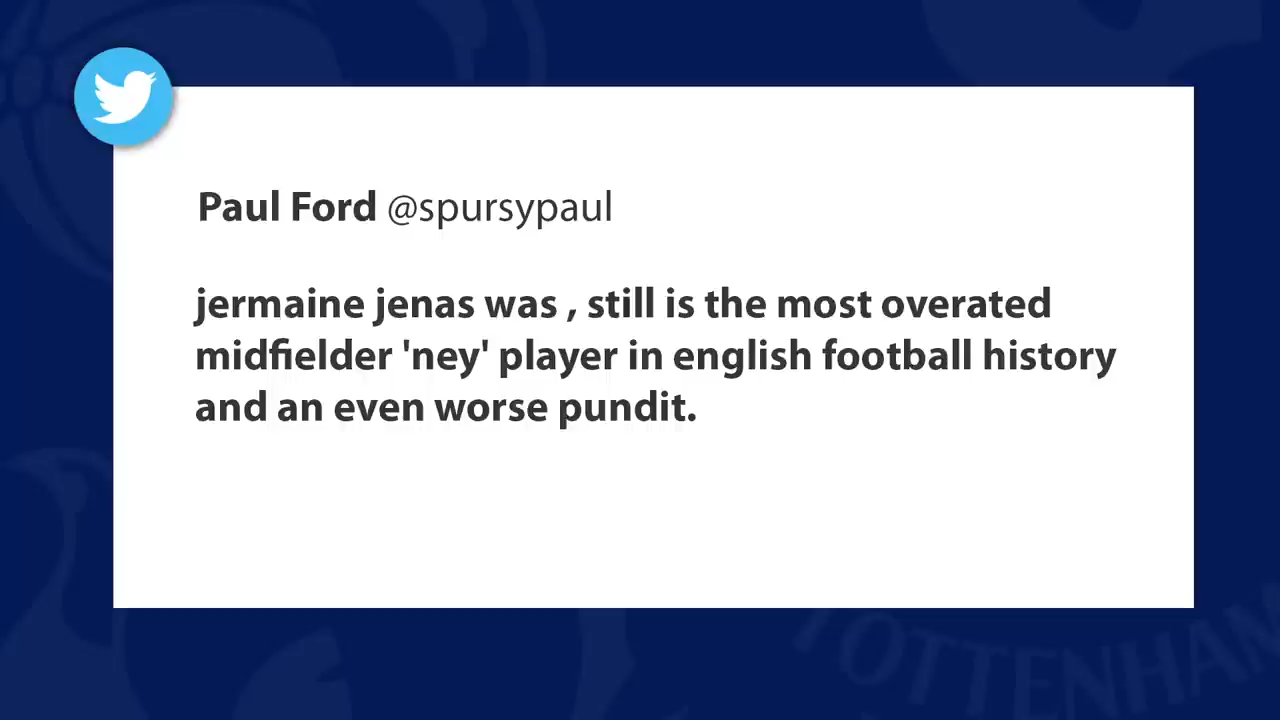 Paul Ford @spursypaul
jermaine jenas was , still is the most overated
midfielder 'ney' player in english football history
and an even worse pundit.
TOTTENHAM